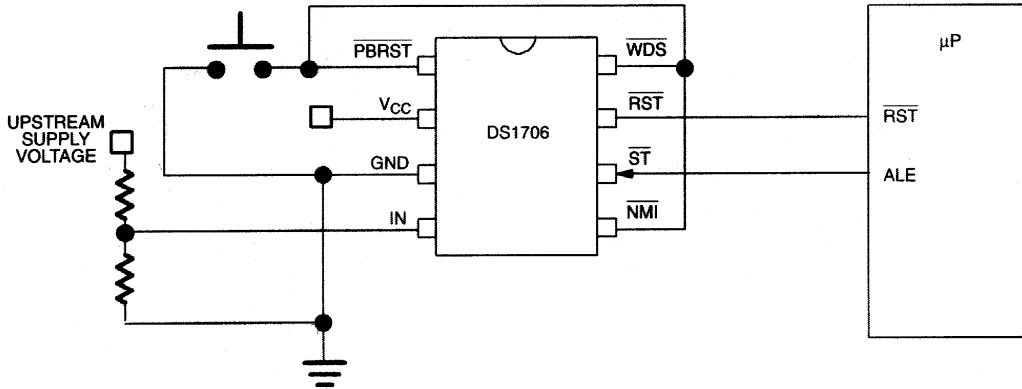 PBRST
WDS
µP
VCC
RST
RST
UPSTREAM
SUPPLY
VOLTAGE
DS1706
GND
ST
ALE
IN
NMI